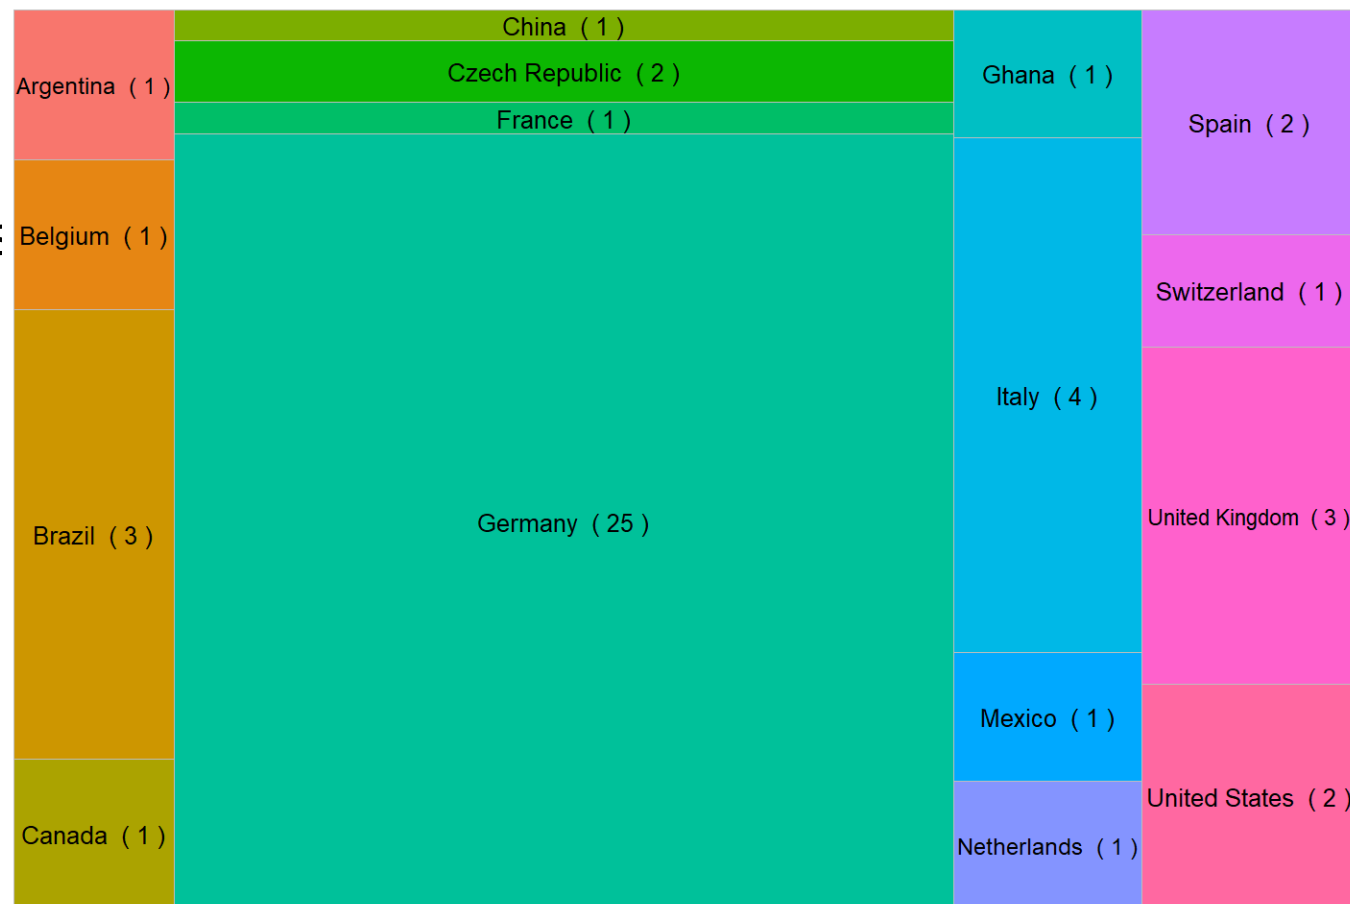 Argentina ( 1 )
Belgium ( 1 )
Brazil ( 3 )
Canada ( 1 )
China ( 1 )
Czech Republic ( 2 )
France ( 1 )
Germany ( 25 )
Ghana ( 1 )
Italy ( 4 )
Mexico ( 1 )
Netherlands ( 1 )
Spain ( 2 )
Switzerland ( 1 )
United Kingdom ( 3 )
United States ( 2 )